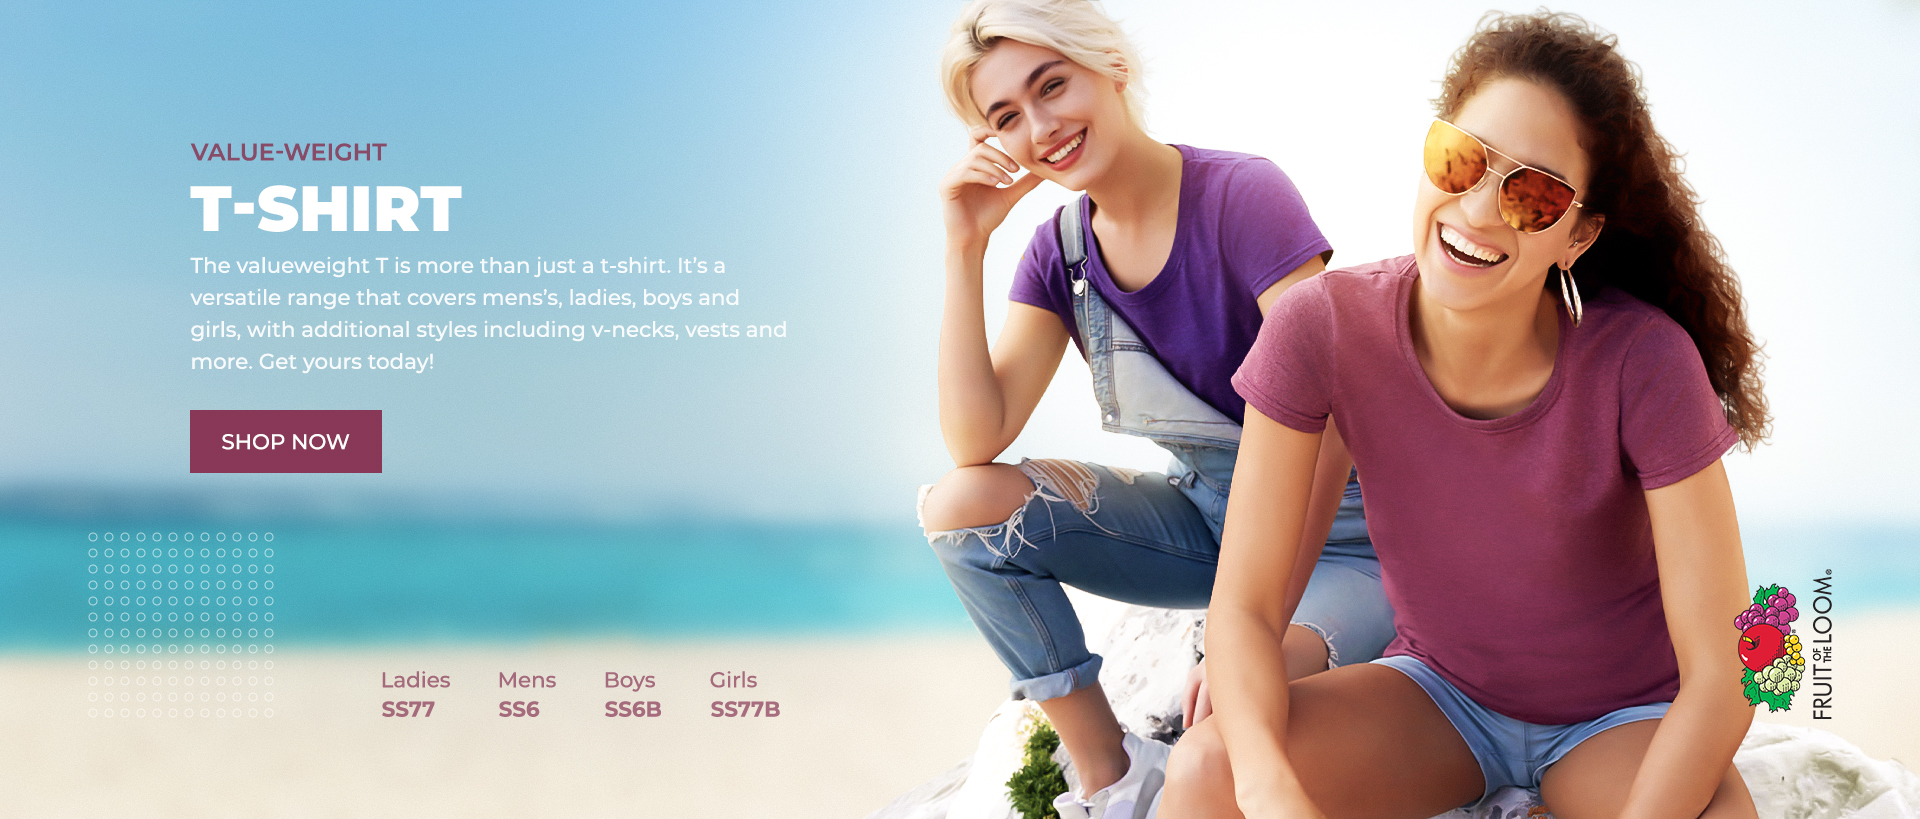 VALUE-WEIGHT
T-SHIRT
The valueweight T is more than just a t-shirt. It’s a
versatile range that covers mens’s, ladies, boys and
girls, with additional styles including v-necks, vests and
more. Get yours today!
SHOP NOW
Ladies Mens Boys Girls
SS77 SS6 SS6B SS77B
FRUIT OF THE LOOM®